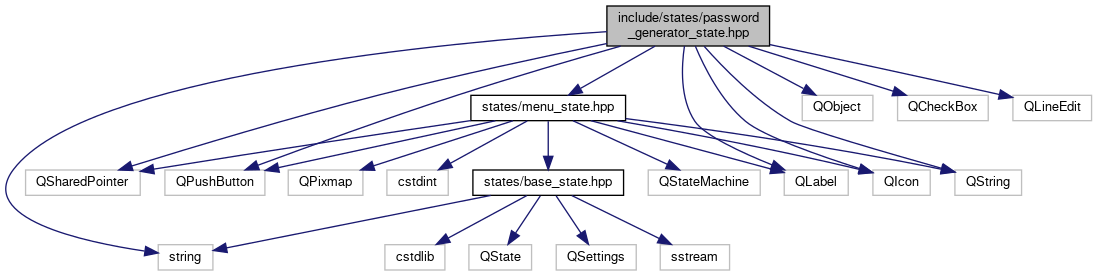 include/states/password
_generator_state.hpp
states/menu_state.hpp
QObject
QCheckBox
QLineEdit
QSharedPointer
QPushButton
QPixmap
cstdint
states/base_state.hpp
QStateMachine
QLabel
QIcon
QString
string
cstdlib
QState
QSettings
sstream